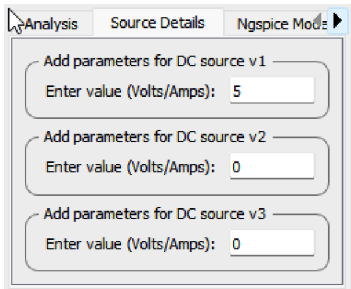 Analysis Source Details Ngspice Mode
Add parameters for DC source v1
Enter value (Volts/Amps): 5
Add parameters for DC source v2
Enter value (Volts/Amps): 0
Add parameters for DC source v3
Enter value (Volts/Amps): 0